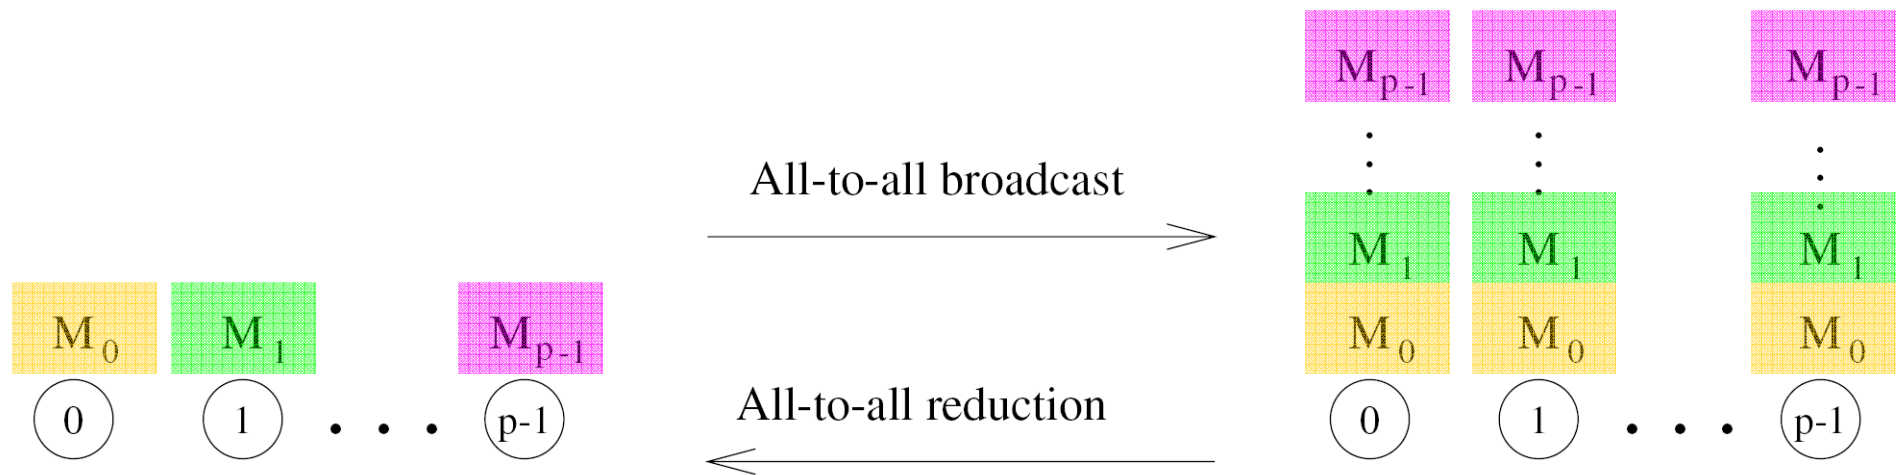 M_{p-1} M_{p-1} M_{p-1}
All-to-all broadcast
M_1 M_1 M_1
M_0 M_1 M_{p-1} M_0 M_0 M_0
All-to-all reduction
0 1 . . . p-1 0 1 . . . p-1